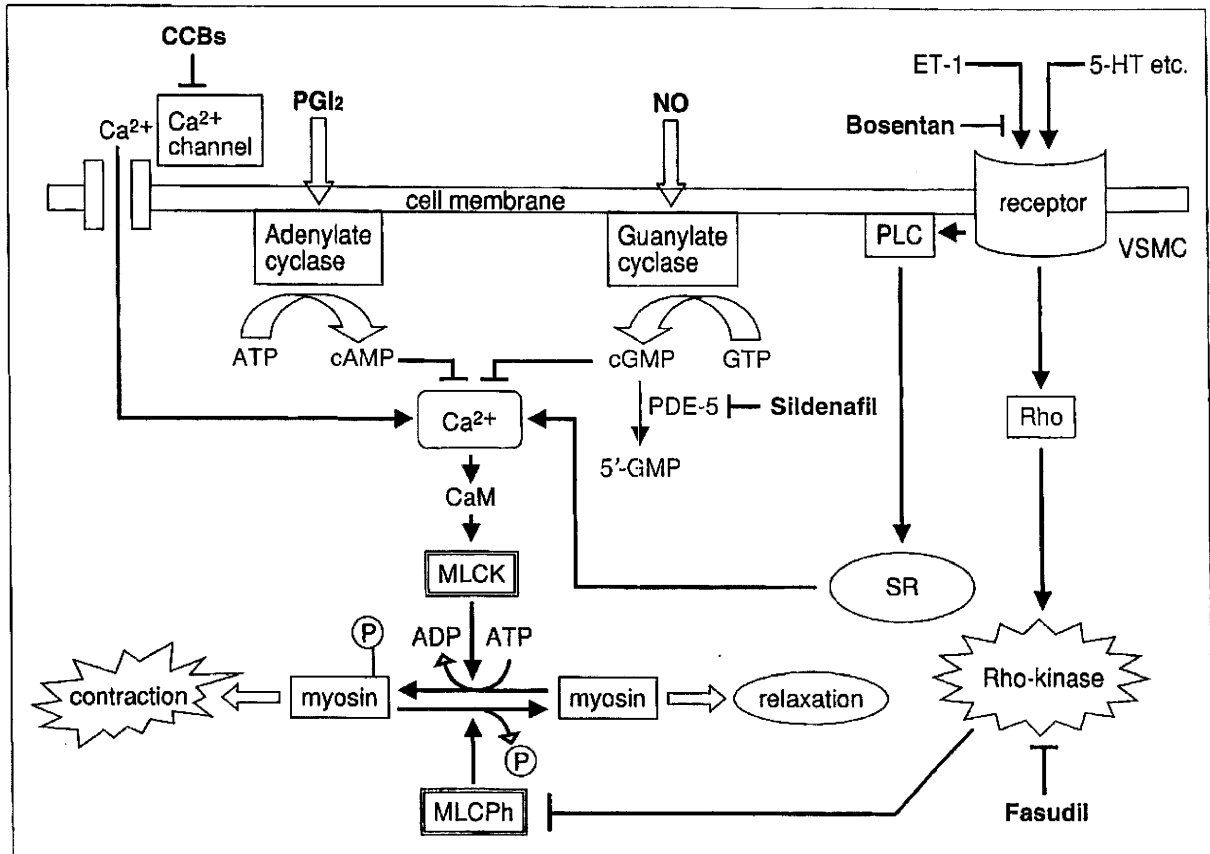 CCBs
ET-1
5-HT etc.
Ca²⁺
Ca²⁺
channel
PGI₂
NO
Bosentan
cell membrane
receptor
Adenylate
cyclase
Guanylate
cyclase
PLC
VSMC
ATP
cAMP
cGMP
GTP
Ca²⁺
PDE-5
Sildenafil
Rho
5'-GMP
CaM
MLCK
SR
P
ADP
ATP
contraction
myosin
myosin
relaxation
Rho-kinase
P
MLCPh
Fasudil